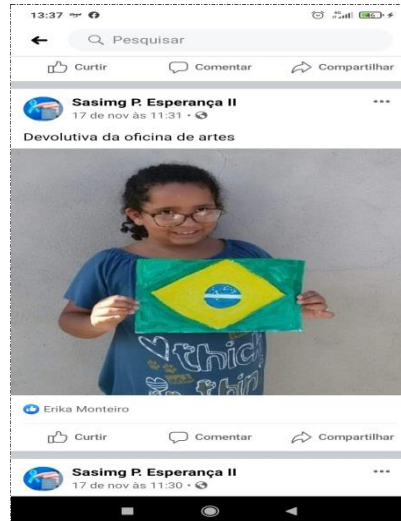 13:37
Pesquisar
Curtir Comentar Compartilhar
Sasimg P. Esperança II
17 de nov às 11:31 •
Devolutiva da oficina de artes
thick
Erika Monteiro
Curtir Comentar Compartilhar
Sasimg P. Esperança II
17 de nov às 11:30 •